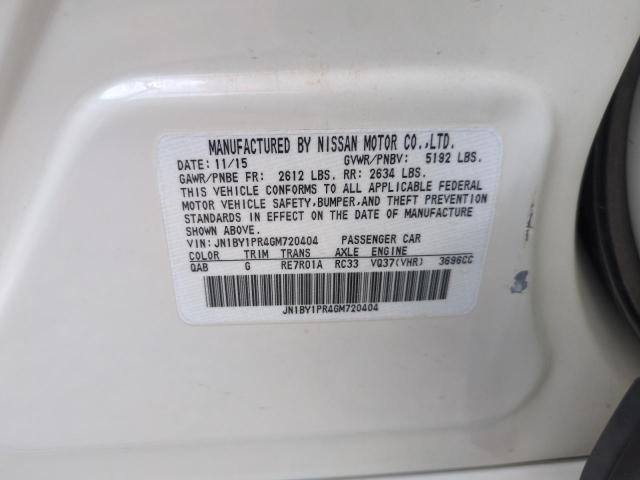 MANUFACTURED BY NISSAN MOTOR CO.,LTD.
DATE: 11/15 GVWR/PNBV: 5192 LBS.
GAWR/PNBE FR: 2612 LBS. RR: 2634 LBS.
THIS VEHICLE CONFORMS TO ALL APPLICABLE FEDERAL
MOTOR VEHICLE SAFETY,BUMPER,AND THEFT PREVENTION
STANDARDS IN EFFECT ON THE DATE OF MANUFACTURE
SHOWN ABOVE.
VIN: JN1BY1PR4GM720404 PASSENGER CAR
COLOR TRIM TRANS AXLE ENGINE
QAB G RE7R01A RC33 VQ37(VHR) 3696CC
JN1BY1PR4GM720404